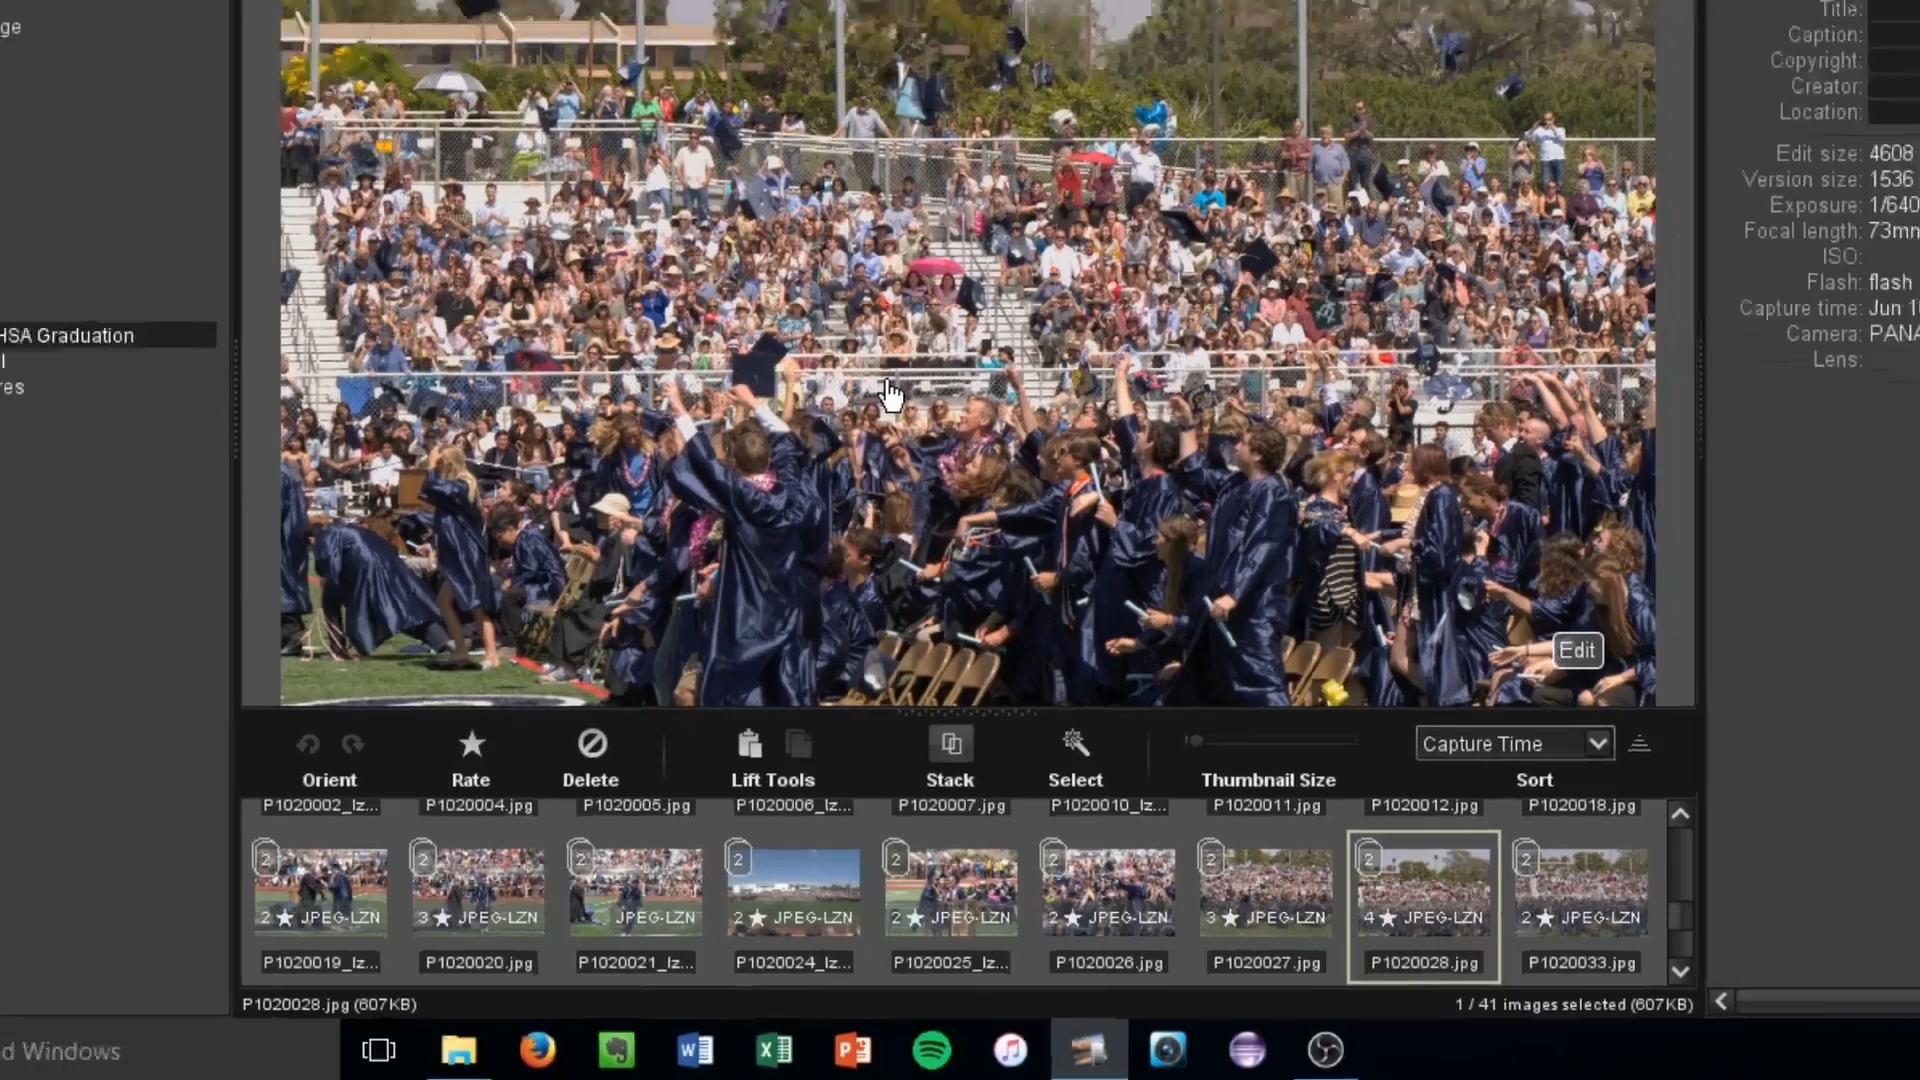 ge
HSA Graduation
l
res
Title:
Caption:
Copyright:
Creator:
Location:
Edit size: 4608
Version size: 1536
Exposure: 1/640
Focal length: 73mm
ISO:
Flash: flash
Capture time: Jun 1
Camera: PANA
Lens:
Edit
Orient Rate Delete Lift Tools Stack Select Thumbnail Size Capture Time Sort
P1020002_lz... P1020004.jpg P1020005.jpg P1020006_lz... P1020007.jpg P1020010_lz... P1020011.jpg P1020012.jpg P1020018.jpg
2 2 2 2 2 2 2 2 2
2 ★ JPEG-LZN 3 ★ JPEG-LZN JPEG-LZN 2 ★ JPEG-LZN 2 ★ JPEG-LZN 2 ★ JPEG-LZN 3 ★ JPEG-LZN 4 ★ JPEG-LZN 2 ★ JPEG-LZN
P1020019_lz... P1020020.jpg P1020021_lz... P1020024_lz... P1020025_lz... P1020026.jpg P1020027.jpg P1020028.jpg P1020033.jpg
P1020028.jpg (607KB) 1 / 41 images selected (607KB)
d Windows